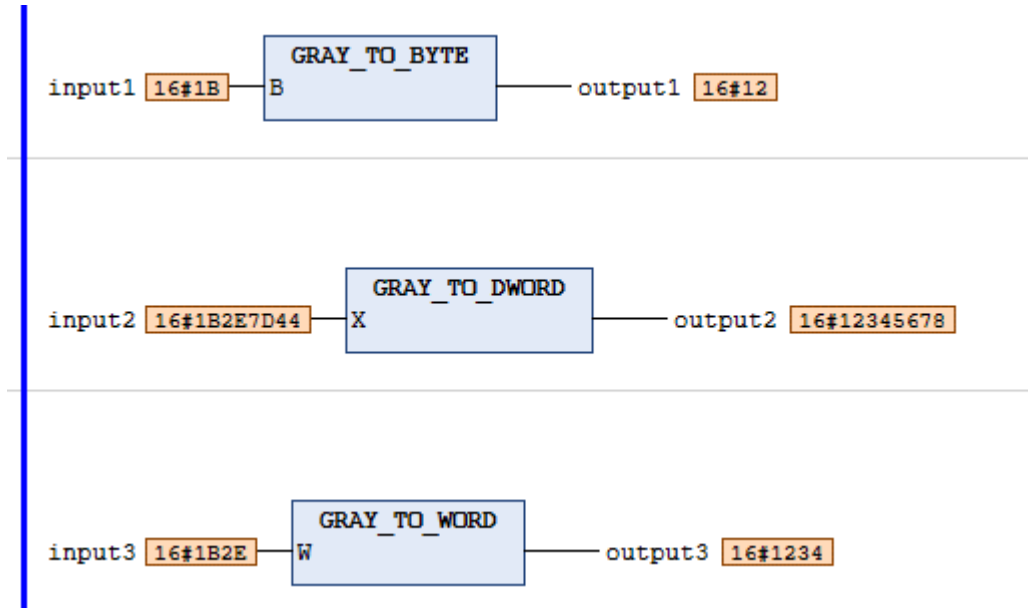 GRAY_TO_BYTE
input1 16#1B B output1 16#12
GRAY_TO_DWORD
input2 16#1B2E7D44 X output2 16#12345678
GRAY_TO_WORD
input3 16#1B2E W output3 16#1234